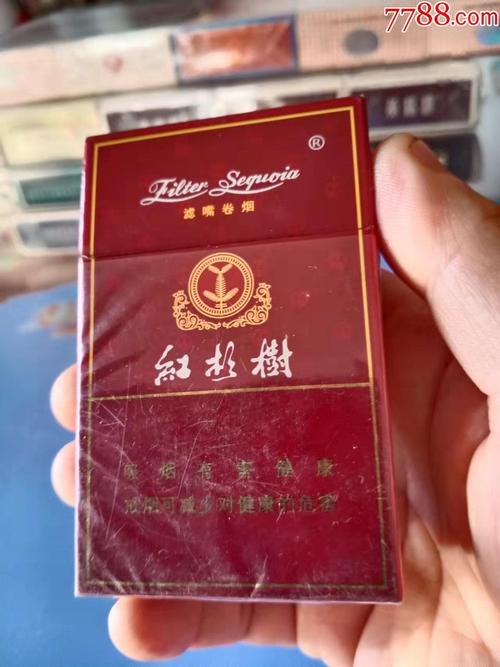 7788.com
Filter Sequoia
®
滤嘴卷烟
紅杉樹
吸烟有害健康
戒烟可减少对健康的危害